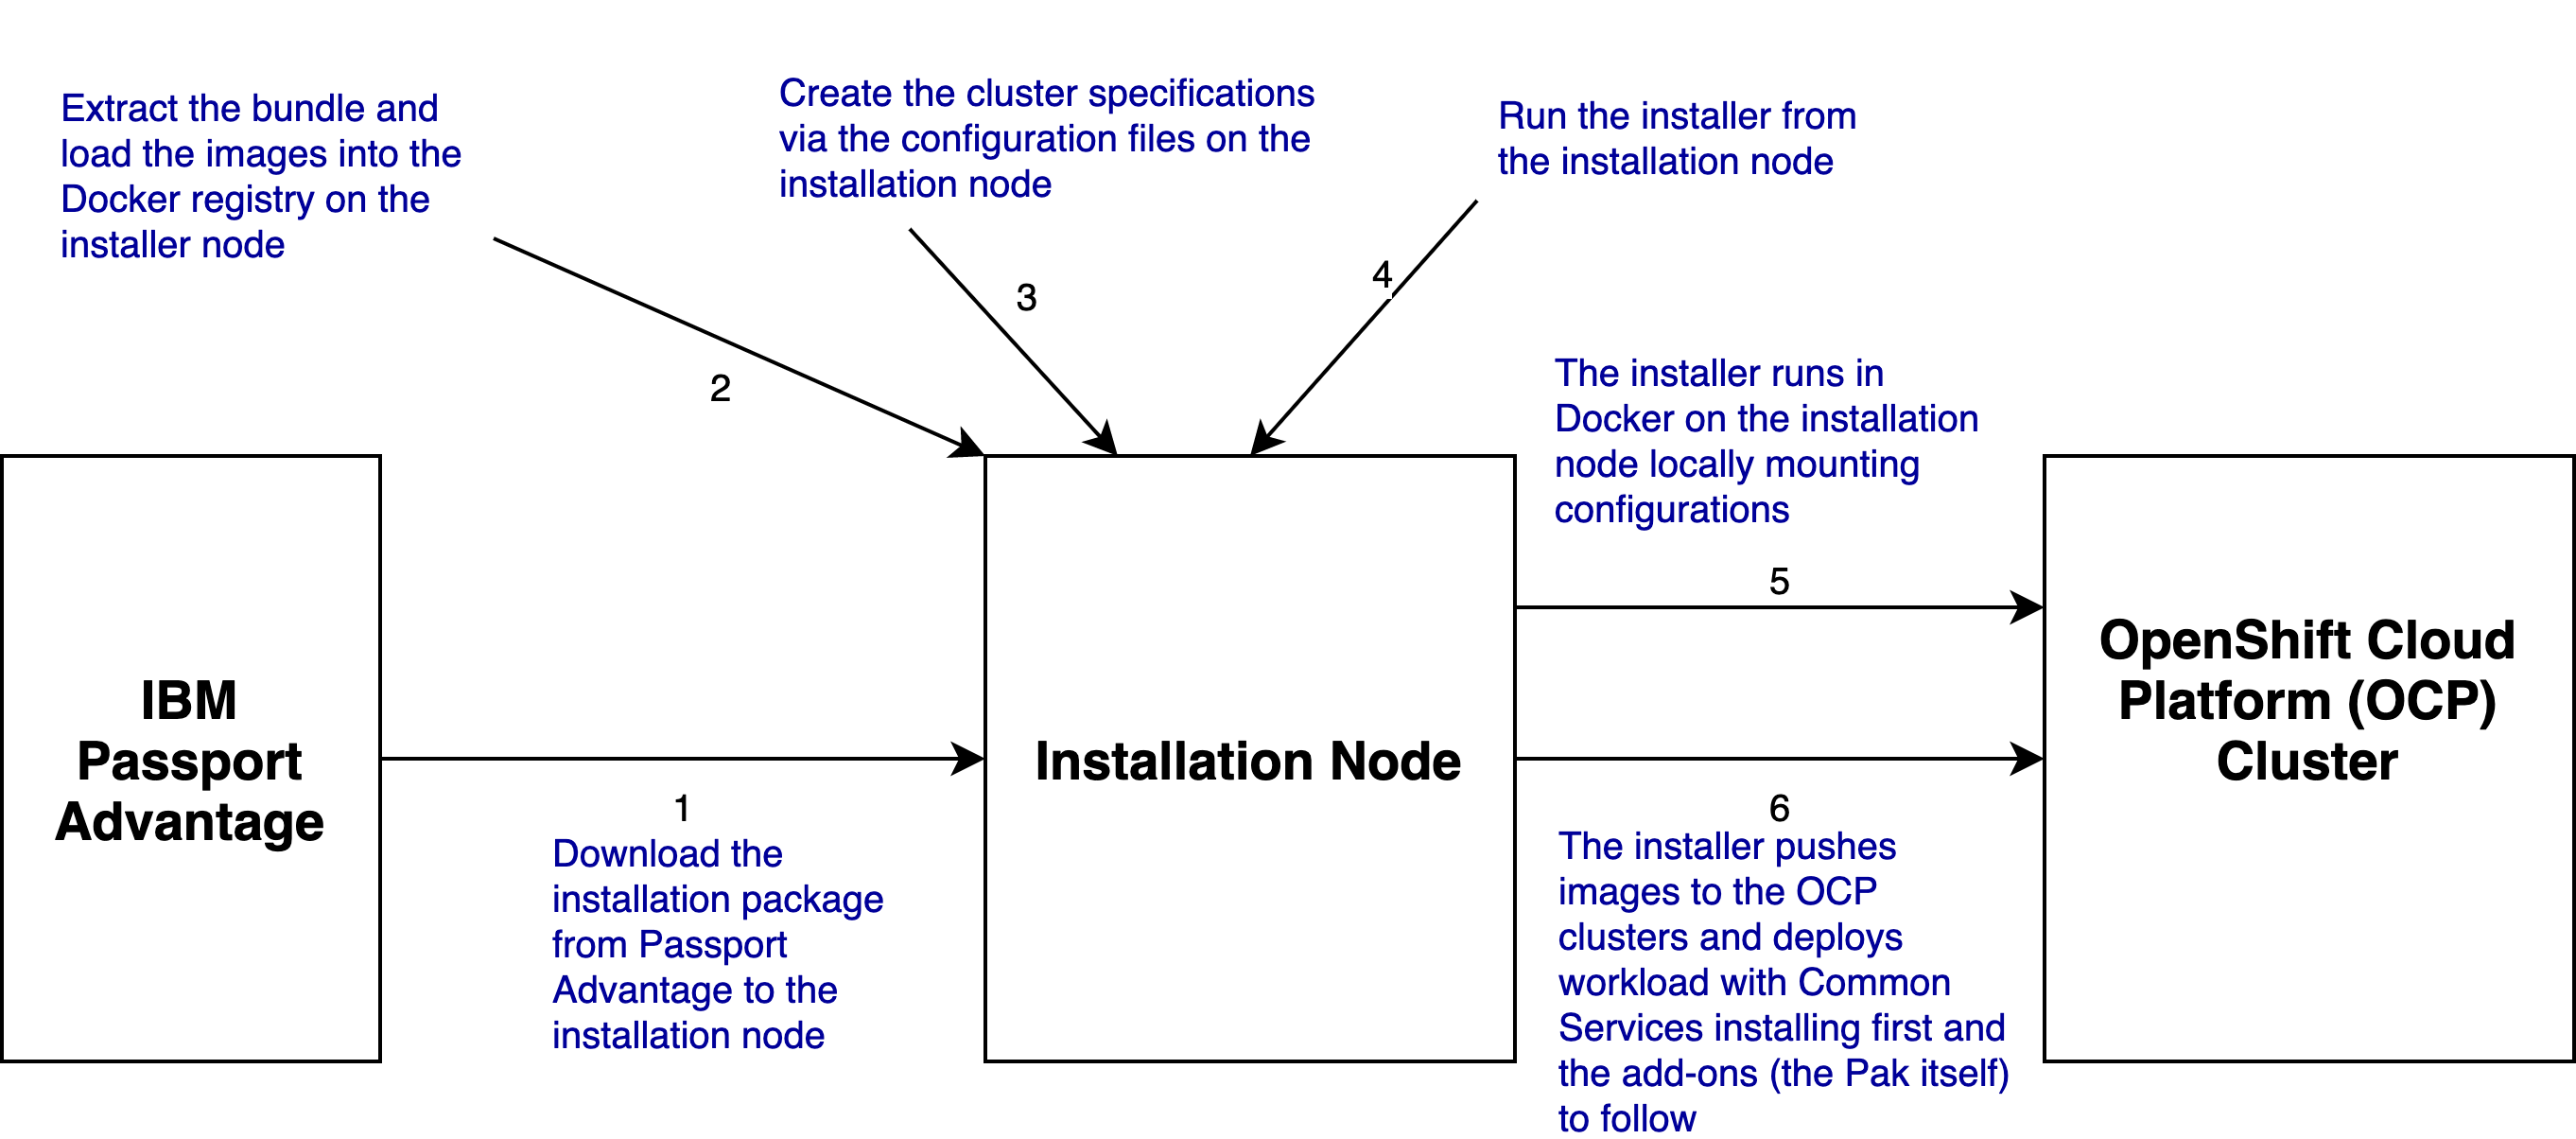 Extract the bundle and
load the images into the
Docker registry on the
installer node
Create the cluster specifications
via the configuration files on the
installation node
Run the installer from
the installation node
2
3
4
The installer runs in
Docker on the installation
node locally mounting
configurations
5
IBM
Passport
Advantage
1
Download the
installation package
from Passport
Advantage to the
installation node
Installation Node
6
The installer pushes
images to the OCP
clusters and deploys
workload with Common
Services installing first and
the add-ons (the Pak itself)
to follow
OpenShift Cloud
Platform (OCP)
Cluster